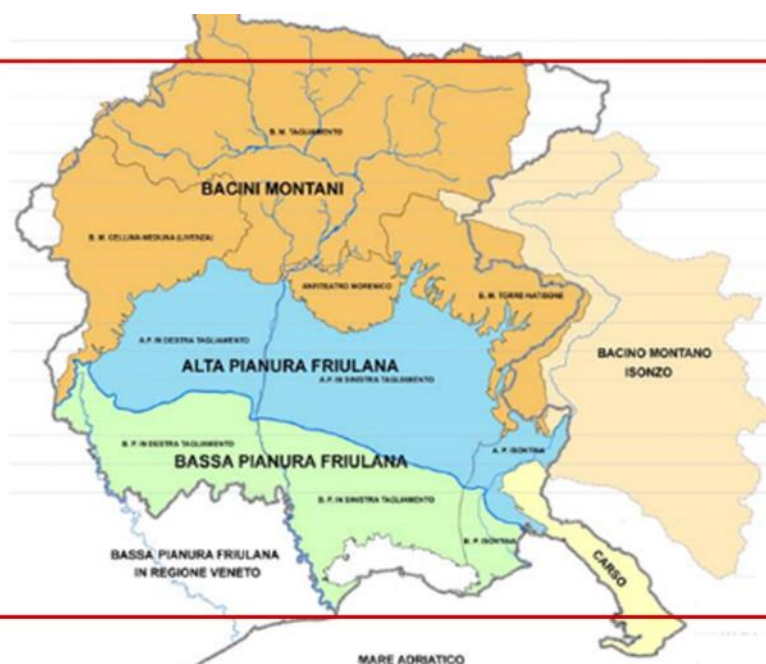 B. M. TAGLIAMENTO
BACINI MONTANI
B. M. CELLINA-MEDUNA (LIVENZA)
ANFITEATRO MORENICO
B. M. TORRE-NATISONE
BACINO MONTANO
ISONZO
A.P. IN DESTRA TAGLIAMENTO
ALTA PIANURA FRIULANA
A.P. IN SINISTRA TAGLIAMENTO
B. P. IN DESTRA TAGLIAMENTO
A. P. ISONTINA
BASSA PIANURA FRIULANA
B. P. IN SINISTRA TAGLIAMENTO
B. P. ISONTINA
BASSA PIANURA FRIULANA
IN REGIONE VENETO
CARSO
MARE ADRIATICO